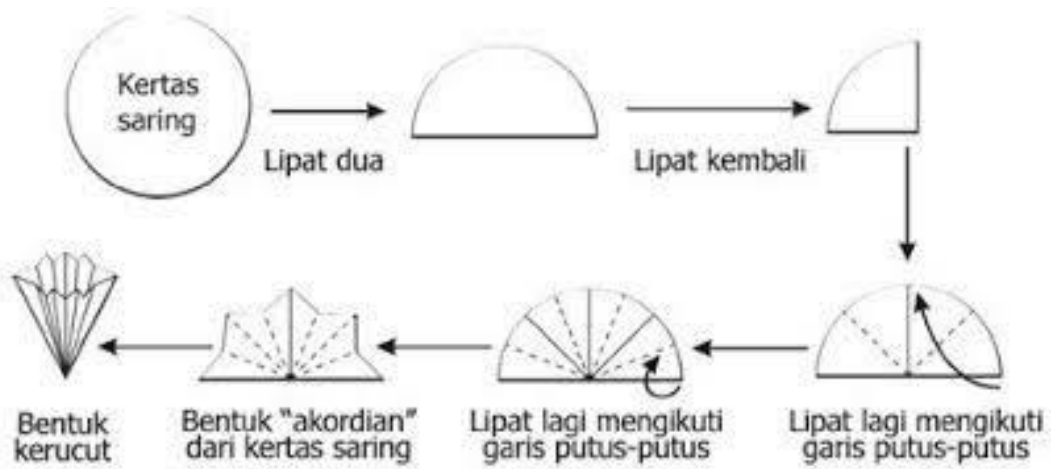 Kertas
saring
Lipat dua
Lipat kembali
Lipat lagi mengikuti
garis putus-putus
Lipat lagi mengikuti
garis putus-putus
Bentuk "akordian"
dari kertas saring
Bentuk
kerucut